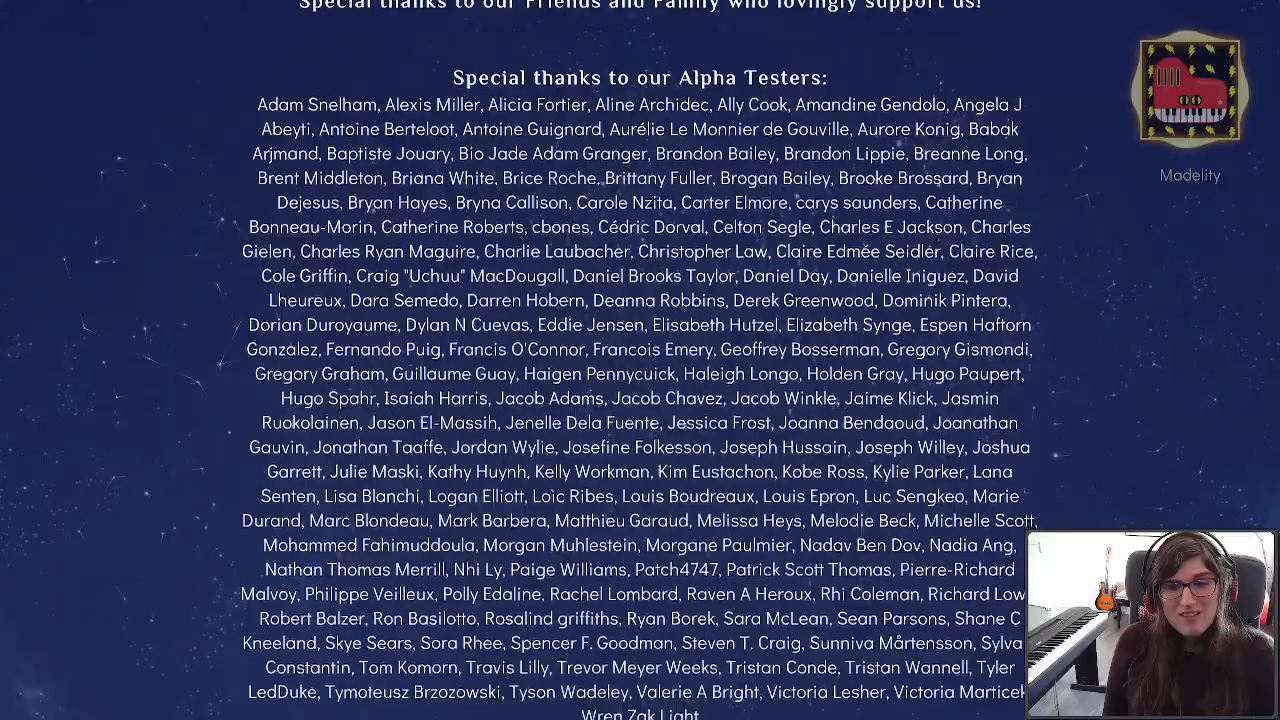 Special thanks to our Friends and Family who lovingly support us!
Special thanks to our Alpha Testers:
Adam Snelham, Alexis Miller, Alicia Fortier, Aline Archidec, Ally Cook, Amandine Gendolo, Angela J
Abeyti, Antoine Berteloot, Antoine Guignard, Aurélie Le Monnier de Gouville, Aurore Konig, Babak
Arjmand, Baptiste Jouary, Bio Jade Adam Granger, Brandon Bailey, Brandon Lippie, Breanne Long,
Brent Middleton, Briana White, Brice Roche, Brittany Fuller, Brogan Bailey, Brooke Brossard, Bryan
Dejesus, Bryan Hayes, Bryna Callison, Carole Nzita, Carter Elmore, carys saunders, Catherine
Bonneau-Morin, Catherine Roberts, cbones, Cédric Dorval, Celton Segle, Charles E Jackson, Charles
Gielen, Charles Ryan Maguire, Charlie Laubacher, Christopher Law, Claire Edmée Seidler, Claire Rice,
Cole Griffin, Craig "Uchuu" MacDougall, Daniel Brooks Taylor, Daniel Day, Danielle Iniguez, David
Lheureux, Dara Semedo, Darren Hobern, Deanna Robbins, Derek Greenwood, Dominik Pintera,
Dorian Duroyaume, Dylan N Cuevas, Eddie Jensen, Elisabeth Hutzel, Elizabeth Synge, Espen Haftorn
Gonzalez, Fernando Puig, Francis O'Connor, Francois Emery, Geoffrey Bosserman, Gregory Gismondi,
Gregory Graham, Guillaume Guay, Haigen Pennycuick, Haleigh Longo, Holden Gray, Hugo Paupert,
Hugo Spahr, Isaiah Harris, Jacob Adams, Jacob Chavez, Jacob Winkle, Jaime Klick, Jasmin
Ruokolainen, Jason El-Massih, Jenelle Dela Fuente, Jessica Frost, Joanna Bendaoud, Joanathan
Gauvin, Jonathan Taaffe, Jordan Wylie, Josefine Folkesson, Joseph Hussain, Joseph Willey, Joshua
Garrett, Julie Maski, Kathy Huynh, Kelly Workman, Kim Eustachon, Kobe Ross, Kylie Parker, Lana
Senten, Lisa Blanchi, Logan Elliott, Loïc Ribes, Louis Boudreaux, Louis Epron, Luc Sengkeo, Marie
Durand, Marc Blondeau, Mark Barbera, Matthieu Garaud, Melissa Heys, Melodie Beck, Michelle Scott,
Mohammed Fahimuddoula, Morgan Muhlestein, Morgane Paulmier, Nadav Ben Dov, Nadia Ang,
Nathan Thomas Merrill, Nhi Ly, Paige Williams, Patch4747, Patrick Scott Thomas, Pierre-Richard
Malvoy, Philippe Veilleux, Polly Edaline, Rachel Lombard, Raven A Heroux, Rhi Coleman, Richard Low
Robert Balzer, Ron Basilotto, Rosalind griffiths, Ryan Borek, Sara McLean, Sean Parsons, Shane C
Kneeland, Skye Sears, Sora Rhee, Spencer F. Goodman, Steven T. Craig, Sunniva Mårtensson, Sylva
Constantin, Tom Komorn, Travis Lilly, Trevor Meyer Weeks, Tristan Conde, Tristan Wannell, Tyler
LedDuke, Tymoteusz Brzozowski, Tyson Wadeley, Valerie A Bright, Victoria Lesher, Victoria Marticek
Wren Zak Light
Madelity